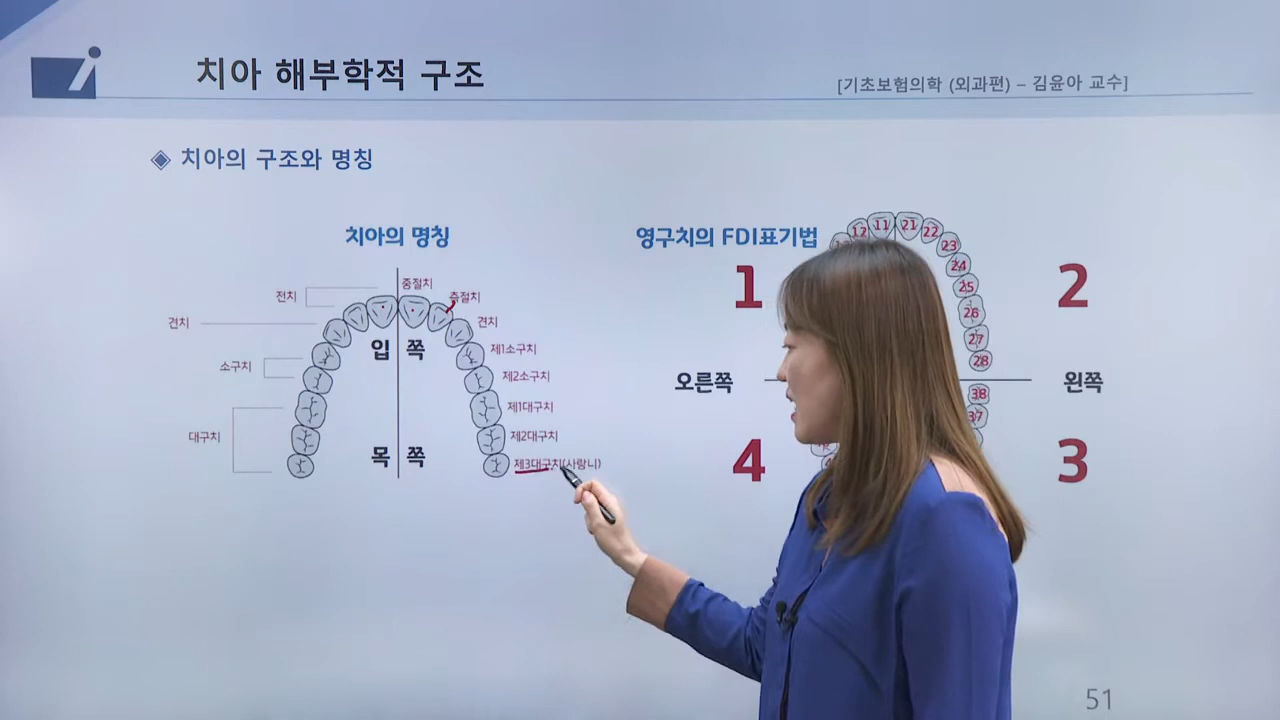 치아 해부학적 구조
[기초보험의학 (외과편) – 김윤아 교수]
◈ 치아의 구조와 명칭
치아의 명칭
영구치의 FDI표기법
전치
중절치
측절치
견치
견치
입 쪽
제1소구치
소구치
제2소구치
제1대구치
대구치
제2대구치
목 쪽
제3대구치(사랑니)
12 11 21 22
23
24
25
26
27
28
1
2
오른쪽
왼쪽
38
37
4
3
51